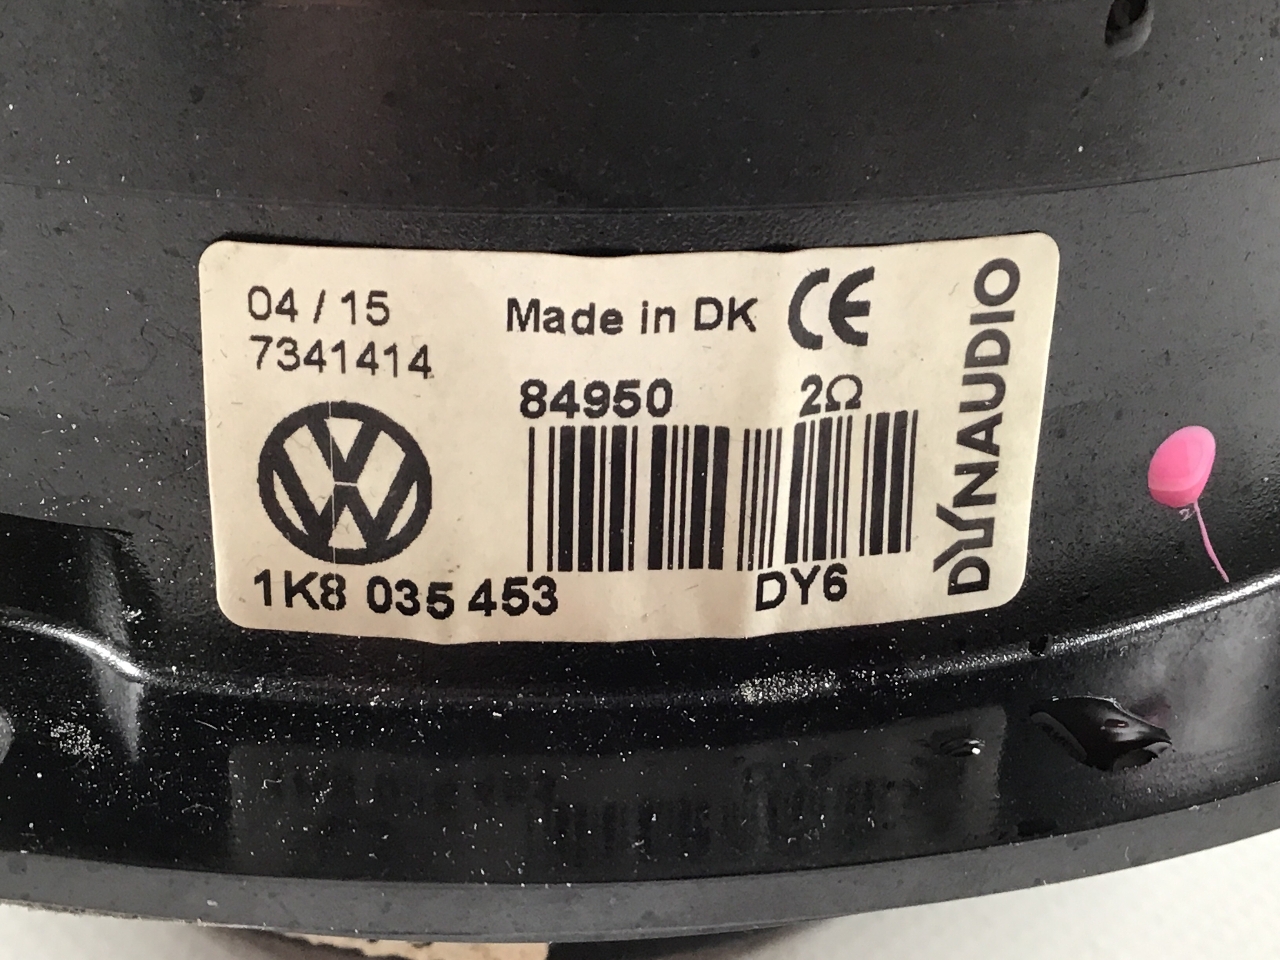 04 / 15
7341414
Made in DK CE
84950 2Ω
1K8 035 453
DY6
DYNAUDIO